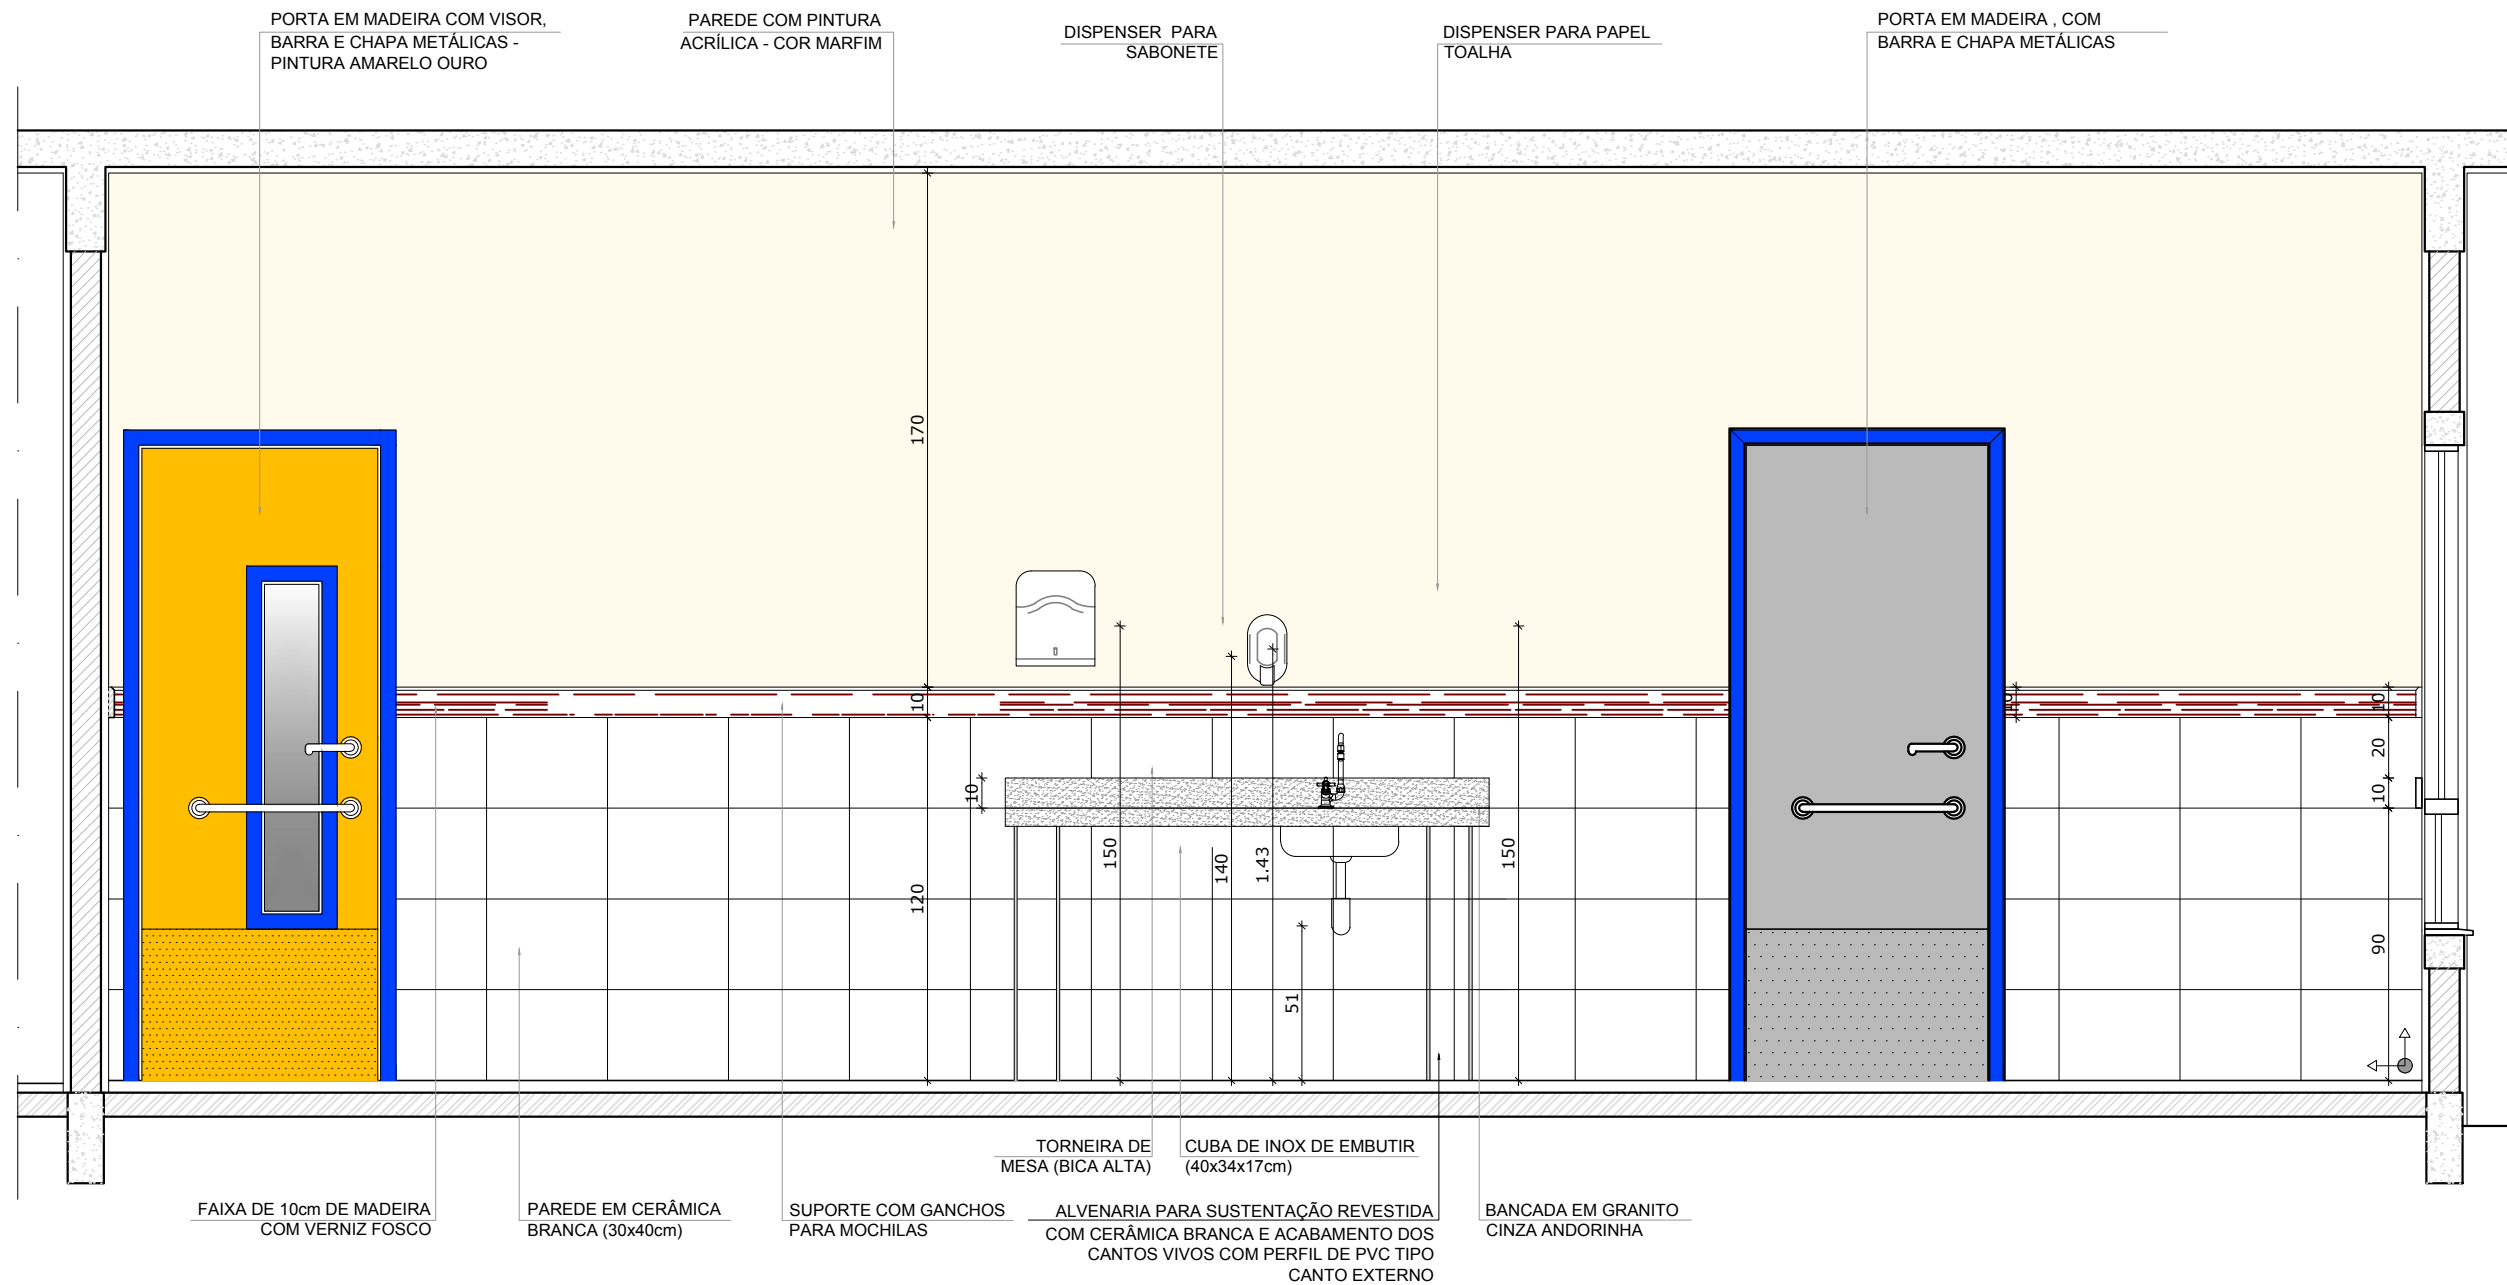 PORTA EM MADEIRA COM VISOR,
BARRA E CHAPA METÁLICAS -
PINTURA AMARELO OURO
PAREDE COM PINTURA
ACRÍLICA - COR MARFIM
DISPENSER PARA
SABONETE
DISPENSER PARA PAPEL
TOALHA
PORTA EM MADEIRA , COM
BARRA E CHAPA METÁLICAS
170
10
120
10
150
140
1.43
51
150
10
10
20
10
90
TORNEIRA DE
MESA (BICA ALTA)
CUBA DE INOX DE EMBUTIR
(40x34x17cm)
FAIXA DE 10cm DE MADEIRA
COM VERNIZ FOSCO
PAREDE EM CERÂMICA
BRANCA (30x40cm)
SUPORTE COM GANCHOS
PARA MOCHILAS
ALVENARIA PARA SUSTENTAÇÃO REVESTIDA
COM CERÂMICA BRANCA E ACABAMENTO DOS
CANTOS VIVOS COM PERFIL DE PVC TIPO
CANTO EXTERNO
BANCADA EM GRANITO
CINZA ANDORINHA